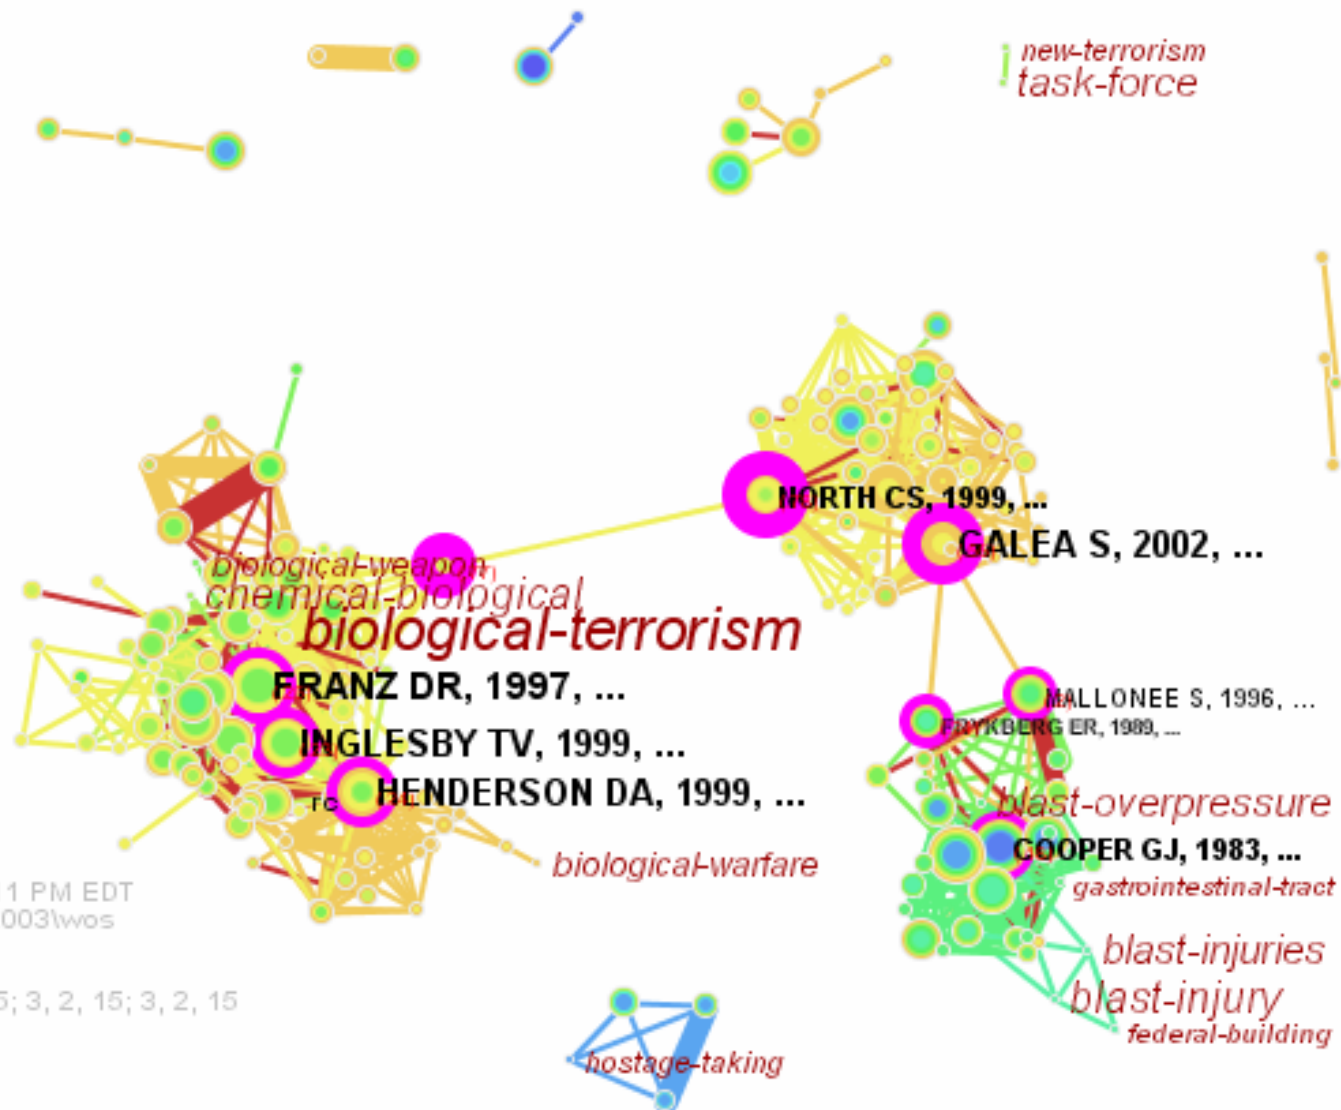 new-terrorism
task-force
NORTH CS, 1999, ...
GALEA S, 2002, ...
biological-weapon
chemical-biological
biological-terrorism
FRANZ DR, 1997, ...
MALLONEE S, 1996, ...
FRYKBERG ER, 1989, ...
INGLESBY TV, 1999, ...
HENDERSON DA, 1999, ...
rc
blast-overpressure
COOPER GJ, 1983, ...
biological-warfare
gastrointestinal-tract
1 PM EDT
003\wos
blast-injuries
blast-injury
5; 3, 2, 15; 3, 2, 15
federal-building
hostage-taking